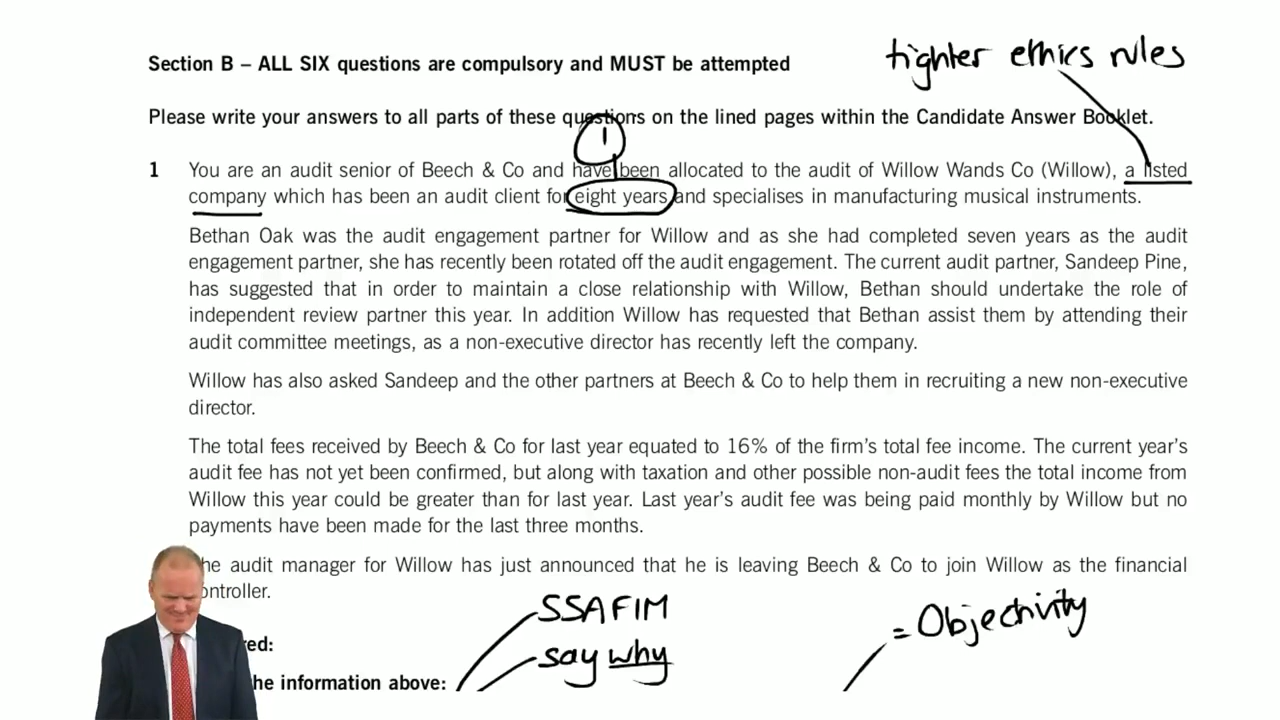 tighter ethics rules
Section B – ALL SIX questions are compulsory and MUST be attempted
Please write your answers to all parts of these questions on the lined pages within the Candidate Answer Booklet.
1
1 You are an audit senior of Beech & Co and have been allocated to the audit of Willow Wands Co (Willow), a listed
company which has been an audit client for eight years and specialises in manufacturing musical instruments.
Bethan Oak was the audit engagement partner for Willow and as she had completed seven years as the audit
engagement partner, she has recently been rotated off the audit engagement. The current audit partner, Sandeep Pine,
has suggested that in order to maintain a close relationship with Willow, Bethan should undertake the role of
independent review partner this year. In addition Willow has requested that Bethan assist them by attending their
audit committee meetings, as a non-executive director has recently left the company.
Willow has also asked Sandeep and the other partners at Beech & Co to help them in recruiting a new non-executive
director.
The total fees received by Beech & Co for last year equated to 16% of the firm's total fee income. The current year's
audit fee has not yet been confirmed, but along with taxation and other possible non-audit fees the total income from
Willow this year could be greater than for last year. Last year's audit fee was being paid monthly by Willow but no
payments have been made for the last three months.
he audit manager for Willow has just announced that he is leaving Beech & Co to join Willow as the financial
ontroller.
SSAFIM
= Objectivity
ed:
say why
he information above: